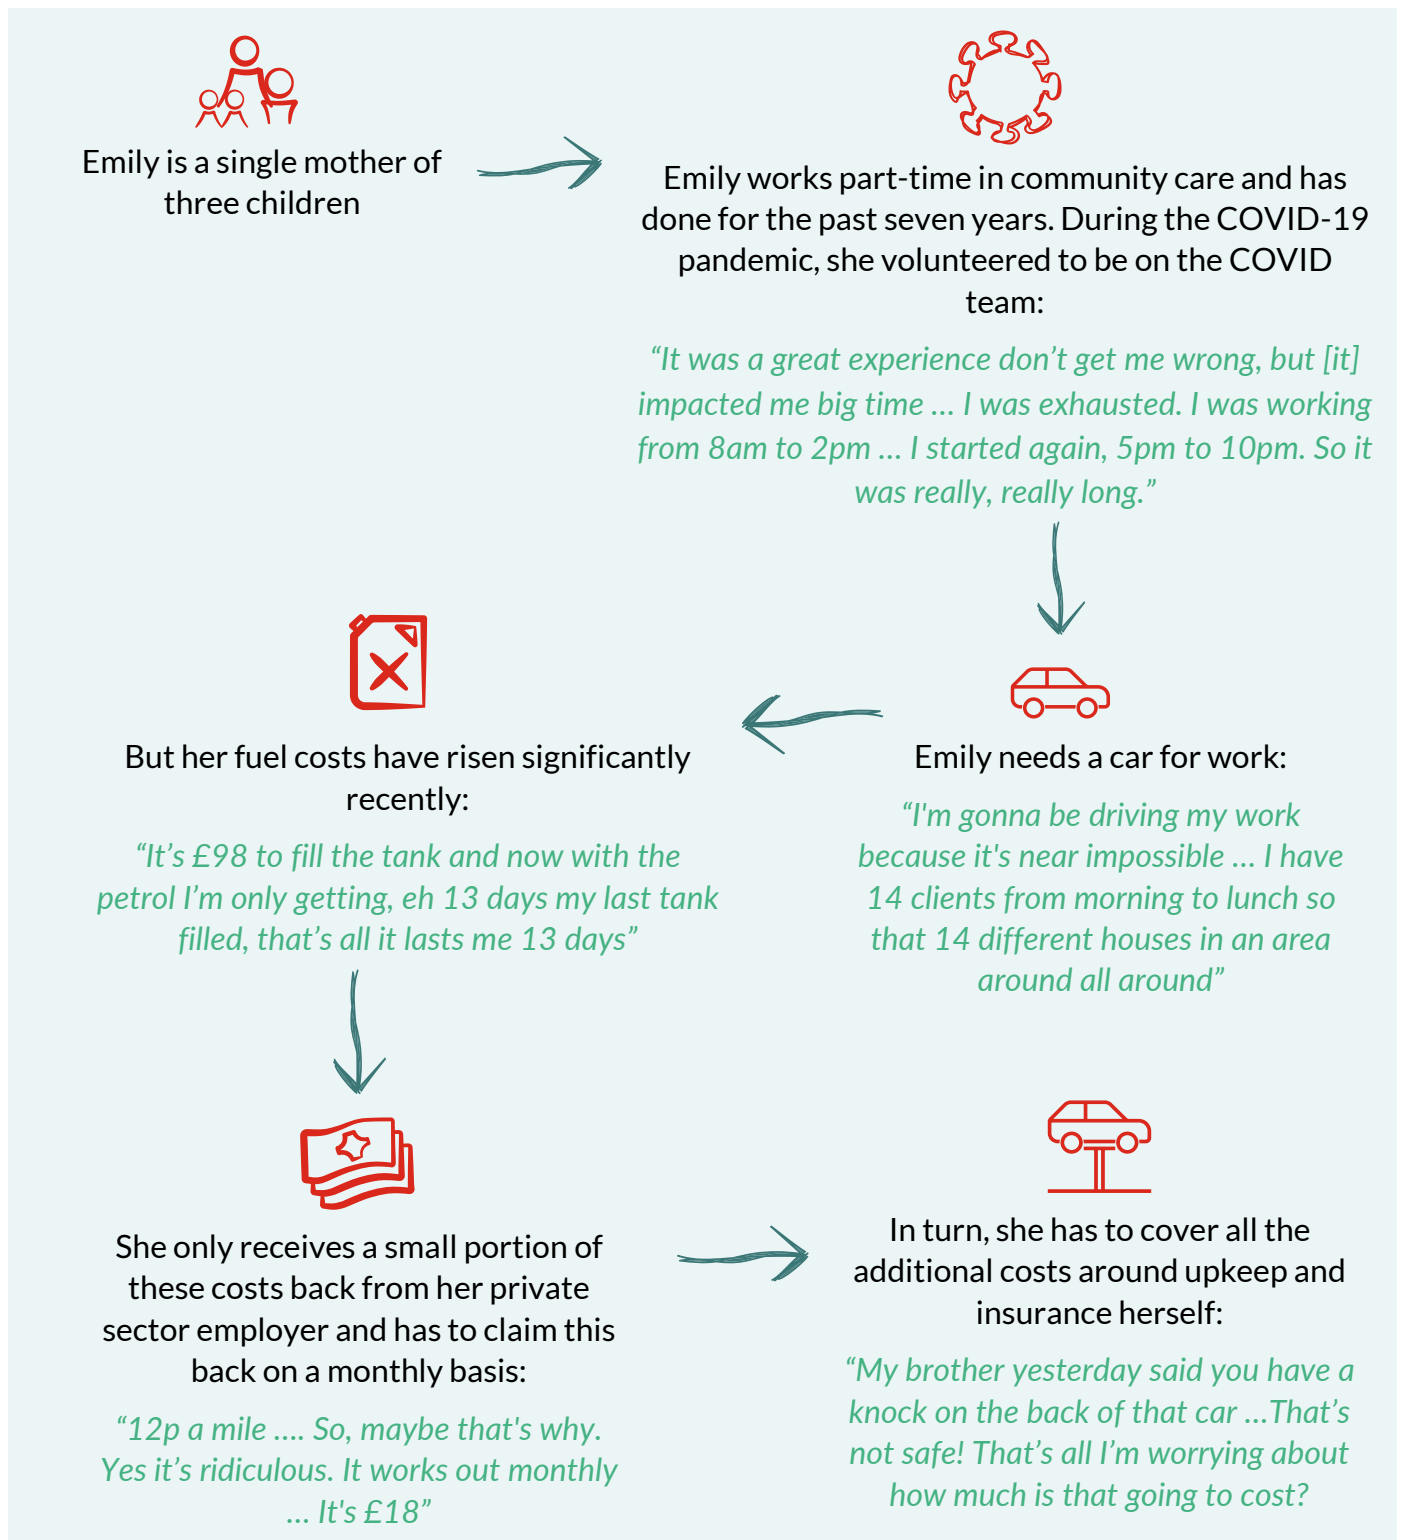 Emily is a single mother of
three children
Emily works part-time in community care and has
done for the past seven years. During the COVID-19
pandemic, she volunteered to be on the COVID
team:
“It was a great experience don’t get me wrong, but [it]
impacted me big time ... I was exhausted. I was working
from 8am to 2pm ... I started again, 5pm to 10pm. So it
was really, really long.”
Emily needs a car for work:
“I'm gonna be driving my work
because it's near impossible ... I have
14 clients from morning to lunch so
that 14 different houses in an area
around all around”
But her fuel costs have risen significantly
recently:
“It’s £98 to fill the tank and now with the
petrol I’m only getting, eh 13 days my last tank
filled, that’s all it lasts me 13 days”
She only receives a small portion of
these costs back from her private
sector employer and has to claim this
back on a monthly basis:
“12p a mile .... So, maybe that's why.
Yes it’s ridiculous. It works out monthly
... It's £18”
In turn, she has to cover all the
additional costs around upkeep and
insurance herself:
“My brother yesterday said you have a
knock on the back of that car ...That’s
not safe! That’s all I’m worrying about
how much is that going to cost?